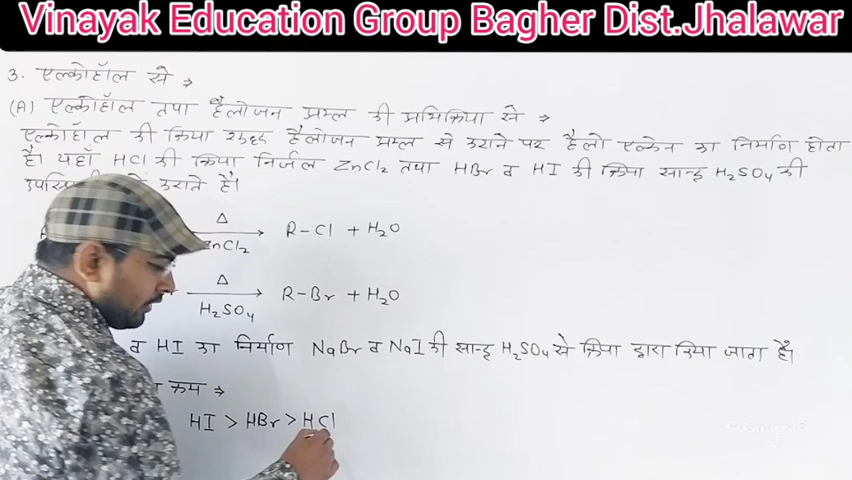 Vinayak Education Group Bagher Dist.Jhalawar
3. एल्कोहॉल से →
(A) एल्कोहॉल तथा हैलोजन अम्ल की अभिक्रिया से →
एल्कोहॉल की क्रिया हैलोजन अम्ल से कराने पर हैलो एल्केन का निर्माण होता
है। यहाँ HCl की क्रिया निर्जल ZnCl₂ तथा HBr व HI की क्रिया सान्द्र H₂SO₄ की
कराते है।
Δ
ZnCl₂
R-Cl + H₂O
Δ
H₂SO₄
R-Br + H₂O
व HI का निर्माण NaBr व NaI की सान्द्र H₂SO₄ से क्रिया द्वारा किया जाता है।
क्रम →
HI > HBr > HCl